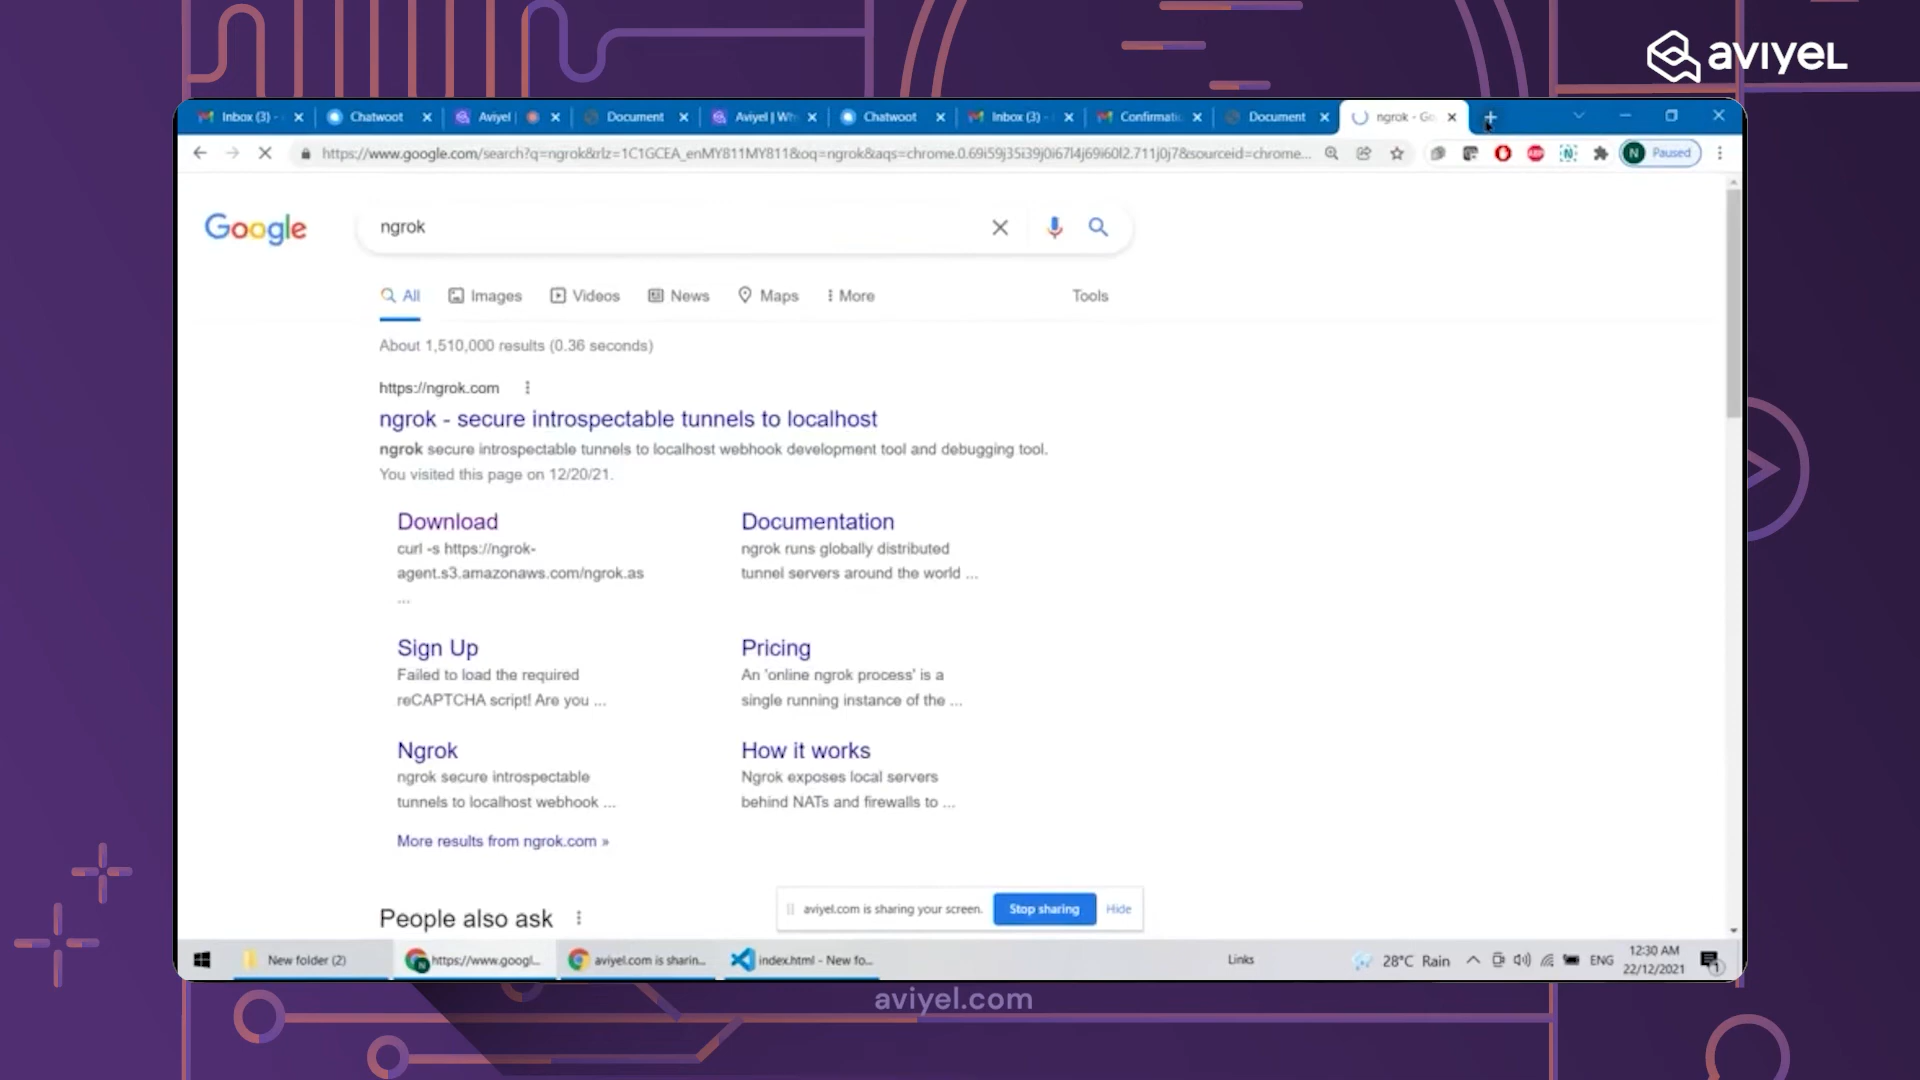 aviyel
Inbox (3) -
Chatwoot
Aviyel |
Document
Aviyel | Wh
Chatwoot
Inbox (3) -
Confirmatic
Document
ngrok - Go
https://www.google.com/search?q=ngrok&rlz=1C1GCEA_enMY811MY811&oq=ngrok&aqs=chrome.0.69i59j35i39j0i67l4j69i60l2.711j0j7&sourceid=chrome...
N
Paused
Google
ngrok
All
Images
Videos
News
Maps
More
Tools
About 1,510,000 results (0.36 seconds)
https://ngrok.com
ngrok - secure introspectable tunnels to localhost
ngrok secure introspectable tunnels to localhost webhook development tool and debugging tool.
You visited this page on 12/20/21.
Download
curl -s https://ngrok-
agent.s3.amazonaws.com/ngrok.as
...
Documentation
ngrok runs globally distributed
tunnel servers around the world ...
Sign Up
Failed to load the required
reCAPTCHA script! Are you ...
Pricing
An 'online ngrok process' is a
single running instance of the ...
Ngrok
ngrok secure introspectable
tunnels to localhost webhook ...
How it works
Ngrok exposes local servers
behind NATs and firewalls to ...
More results from ngrok.com »
People also ask
aviyel.com is sharing your screen.
Stop sharing
Hide
New folder (2)
https://www.googl...
aviyel.com is sharin...
index.html - New fo...
Links
28°C Rain
ENG
12:30 AM
22/12/2021
1
aviyel.com